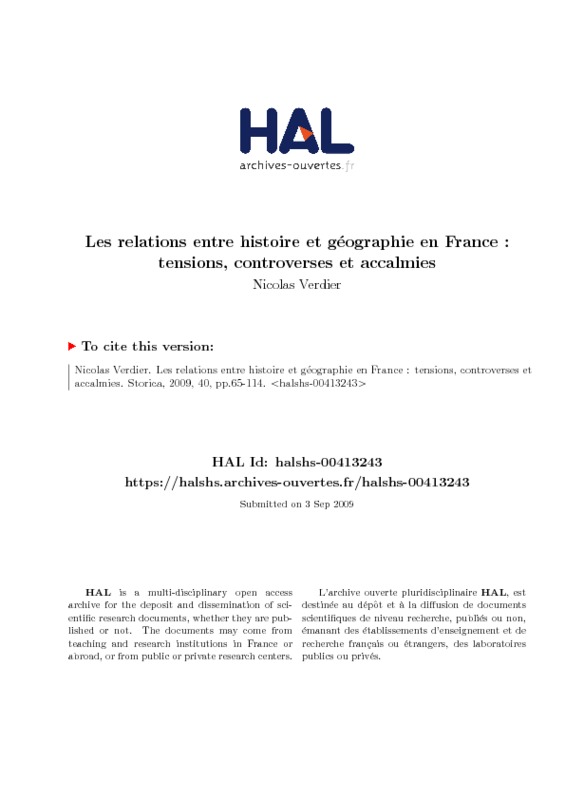 HAL
archives-ouvertes.fr
Les relations entre histoire et géographie en France :
tensions, controverses et accalmies
Nicolas Verdier
To cite this version:
Nicolas Verdier. Les relations entre histoire et géographie en France : tensions, controverses et
accalmies. Storica, 2009, 40, pp.65-114. <halshs-00413243>
HAL Id: halshs-00413243
https://halshs.archives-ouvertes.fr/halshs-00413243
Submitted on 3 Sep 2009
HAL is a multi-disciplinary open access
archive for the deposit and dissemination of sci-
entific research documents, whether they are pub-
lished or not. The documents may come from
teaching and research institutions in France or
abroad, or from public or private research centers.
L'archive ouverte pluridisciplinaire HAL, est
destinée au dépôt et à la diffusion de documents
scientifiques de niveau recherche, publiés ou non,
émanant des établissements d'enseignement et de
recherche français ou étrangers, des laboratoires
publics ou privés.